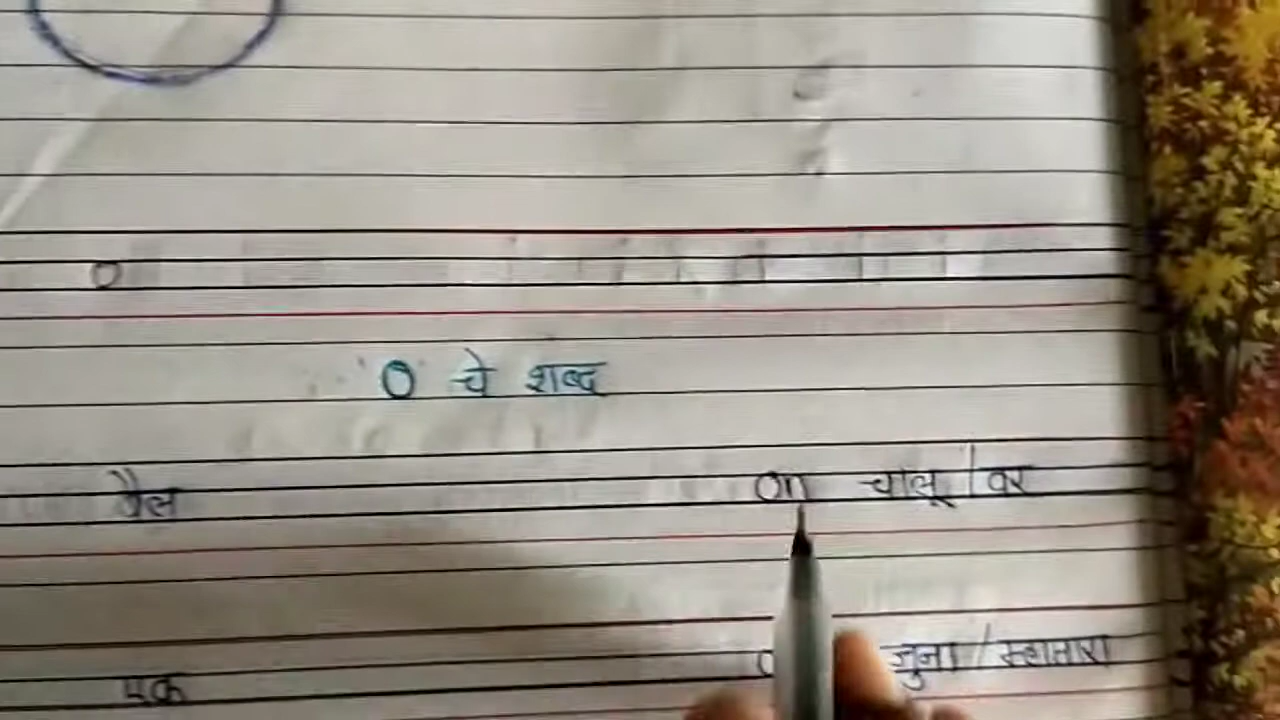 o
o चे शब्द
बैल on चालू / वर
एक जुना / म्हातारा